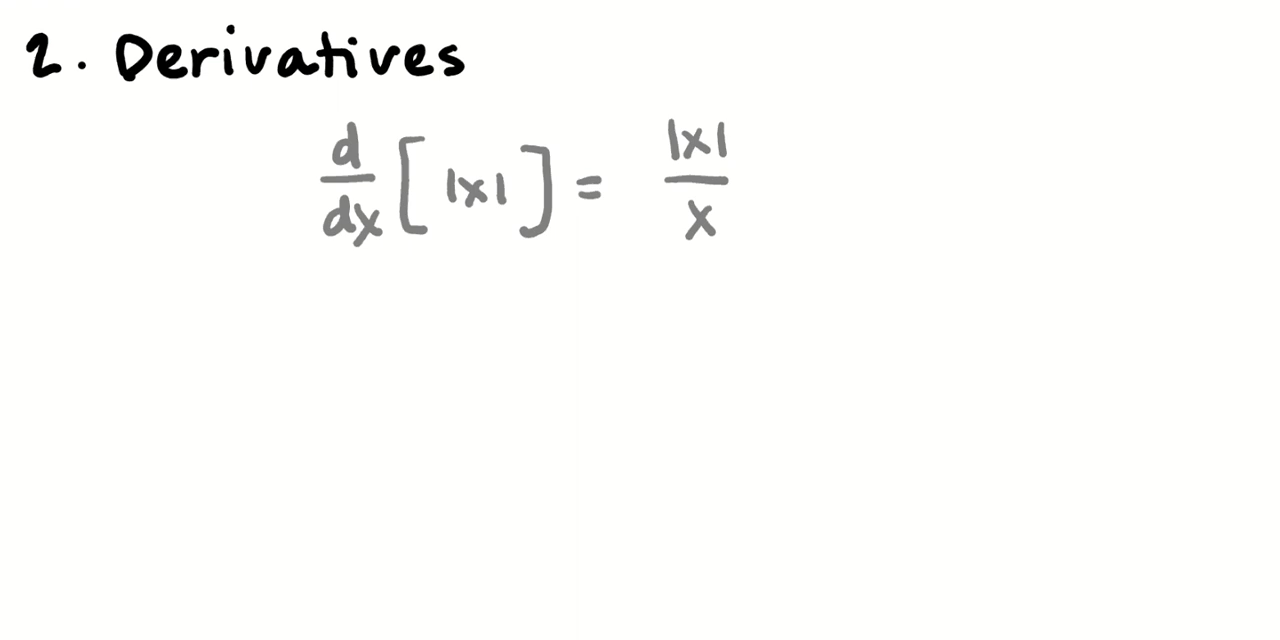 2. Derivatives
d/dx [ |x| ] = |x|/x